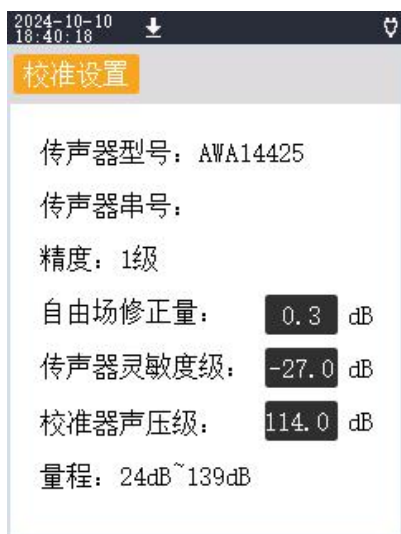 2024-10-10
18:40:18
校准设置
传声器型号：AWA14425
传声器串号：
精度：1级
自由场修正量： 0.3 dB
传声器灵敏度级： -27.0 dB
校准器声压级： 114.0 dB
量程：24dB~139dB